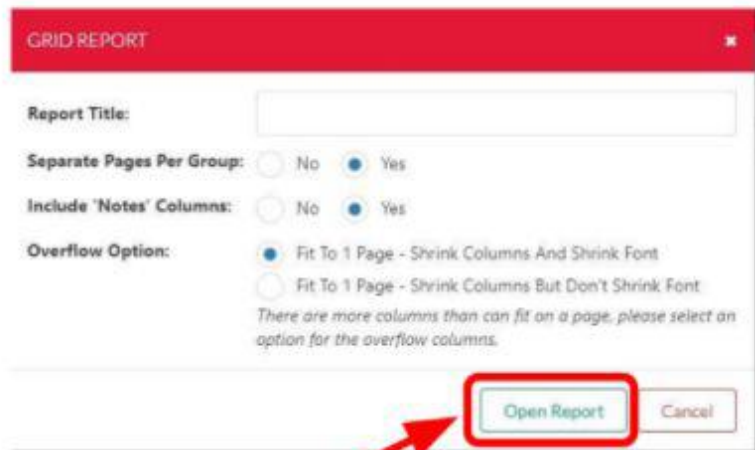 GRID REPORT
Report Title:
Separate Pages Per Group: No Yes
Include 'Notes' Columns: No Yes
Overflow Option: Fit To 1 Page - Shrink Columns And Shrink Font
Fit To 1 Page - Shrink Columns But Don't Shrink Font
There are more columns than can fit on a page, please select an
option for the overflow columns.
Open Report Cancel